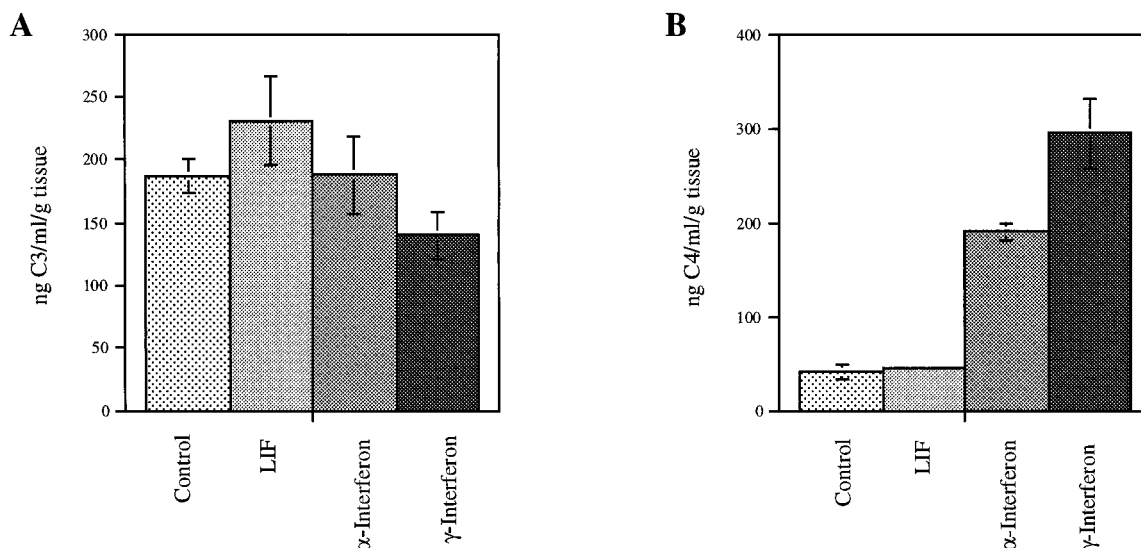 A
ng C3/ml/g tissue
300
250
200
150
100
50
0
Control
LIF
α-Interferon
γ-Interferon
B
ng C4/ml/g tissue
400
300
200
100
0
Control
LIF
α-Interferon
γ-Interferon